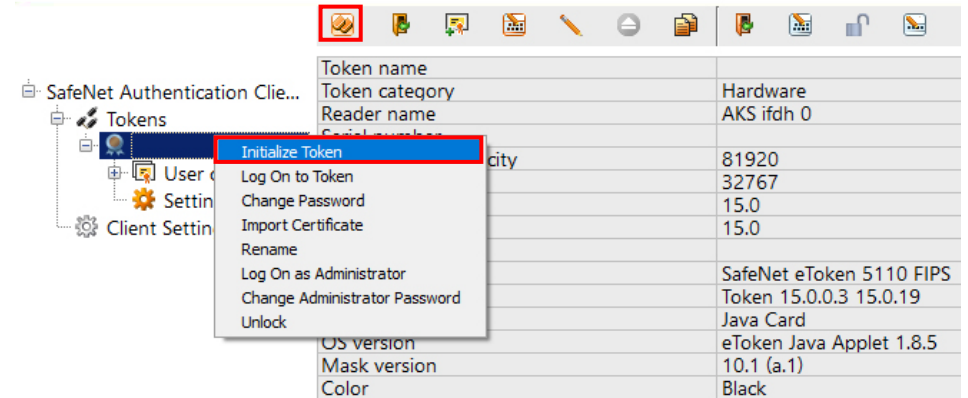 Token name
SafeNet Authentication Clie...
Token category
Hardware
Tokens
Reader name
AKS ifdh 0
Serial number
Initialize Token
city
81920
User
Log On to Token
32767
Settin
Change Password
15.0
Client Settin
Import Certificate
15.0
Rename
Log On as Administrator
SafeNet eToken 5110 FIPS
Change Administrator Password
Token 15.0.0.3 15.0.19
Unlock
Java Card
OS version
eToken Java Applet 1.8.5
Mask version
10.1 (a.1)
Color
Black